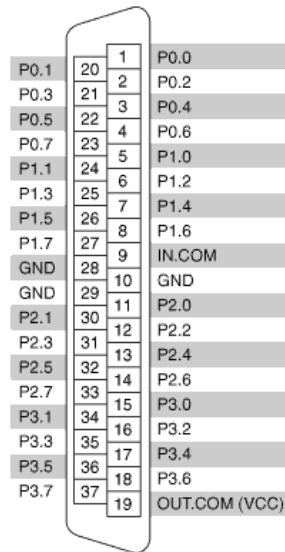 1 P0.0
P0.1 20
2 P0.2
P0.3 21
3 P0.4
P0.5 22
4 P0.6
P0.7 23
5 P1.0
P1.1 24
6 P1.2
P1.3 25
7 P1.4
P1.5 26
8 P1.6
P1.7 27
9 IN.COM
GND 28
10 GND
GND 29
11 P2.0
P2.1 30
12 P2.2
P2.3 31
13 P2.4
P2.5 32
14 P2.6
P2.7 33
15 P3.0
P3.1 34
16 P3.2
P3.3 35
17 P3.4
P3.5 36
18 P3.6
P3.7 37
19 OUT.COM (VCC)